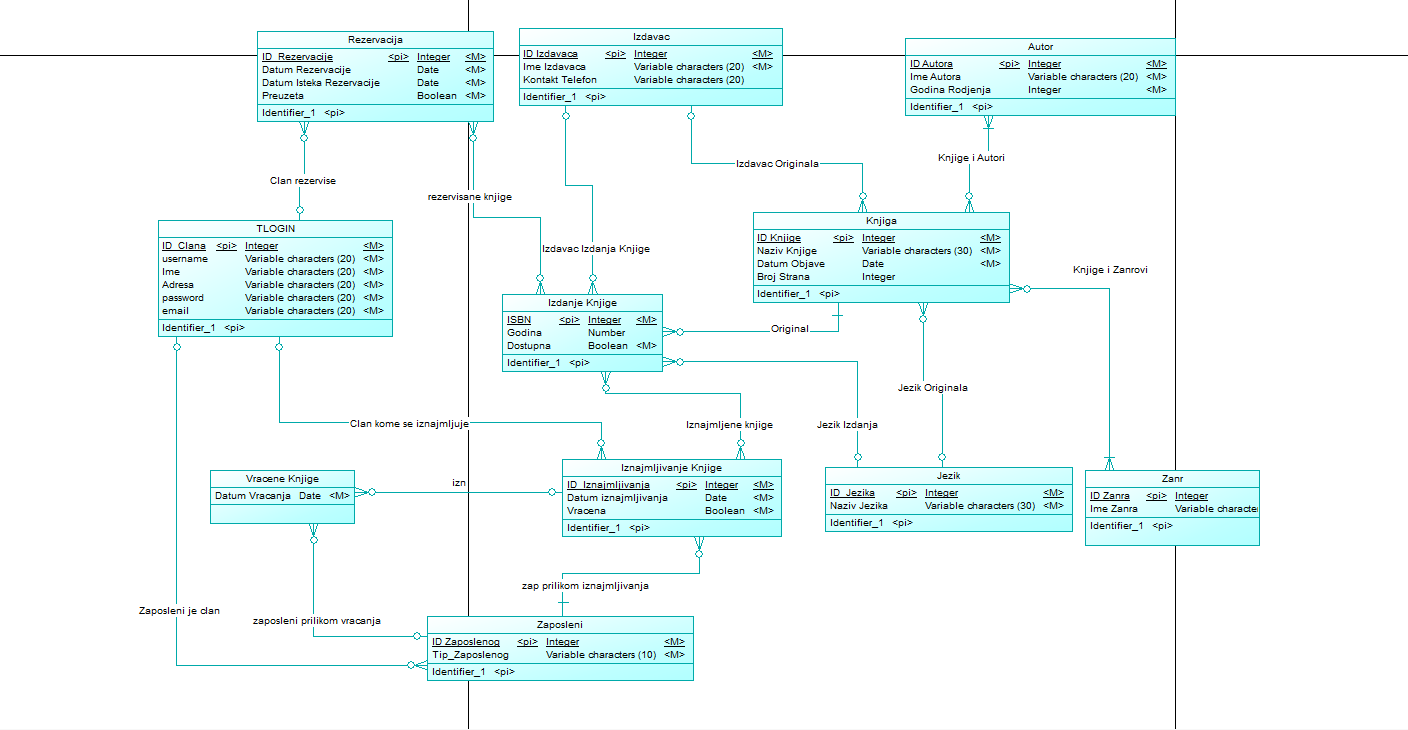 Rezervacija
ID_Rezervacije <pi> Integer <M>
Datum Rezervacije Date <M>
Datum Isteka Rezervacije Date <M>
Preuzeta Boolean <M>
Identifier_1 <pi>
Izdavac
ID Izdavaca <pi> Integer <M>
Ime Izdavaca Variable characters (20) <M>
Kontakt Telefon Variable characters (20)
Identifier_1 <pi>
Autor
ID Autora <pi> Integer <M>
Ime Autora Variable characters (20) <M>
Godina Rodjenja Integer <M>
Identifier_1 <pi>
Clan rezervise
rezervisane knjige
Izdavac Originala
Knjige i Autori
TLOGIN
ID_Clana <pi> Integer <M>
username Variable characters (20) <M>
Ime Variable characters (20) <M>
Adresa Variable characters (20) <M>
password Variable characters (20) <M>
email Variable characters (20) <M>
Identifier_1 <pi>
Izdavac Izdanja Knjige
Knjiga
ID Knjige <pi> Integer <M>
Naziv Knjige Variable characters (30) <M>
Datum Objave Date <M>
Broj Strana Integer
Identifier_1 <pi>
Knjige i Zanrovi
Izdanje Knjige
ISBN <pi> Integer <M>
Godina Number
Dostupna Boolean <M>
Identifier_1 <pi>
Original
Jezik Originala
Clan kome se iznajmljuje
Iznajmljene knjige
Jezik Izdanja
Vracene Knjige
Datum Vracanja Date <M>
izn
Iznajmljivanje Knjige
ID_Iznajmljivanja <pi> Integer <M>
Datum iznajmljivanja Date <M>
Vracena Boolean <M>
Identifier_1 <pi>
Jezik
ID_Jezika <pi> Integer <M>
Naziv Jezika Variable characters (30) <M>
Identifier_1 <pi>
Zanr
ID Zanra <pi> Integer
Ime Zanra Variable characte
Identifier_1 <pi>
zap prilikom iznajmljivanja
Zaposleni je clan
zaposleni prilikom vracanja
Zaposleni
ID Zaposlenog <pi> Integer <M>
Tip_Zaposlenog Variable characters (10) <M>
Identifier_1 <pi>